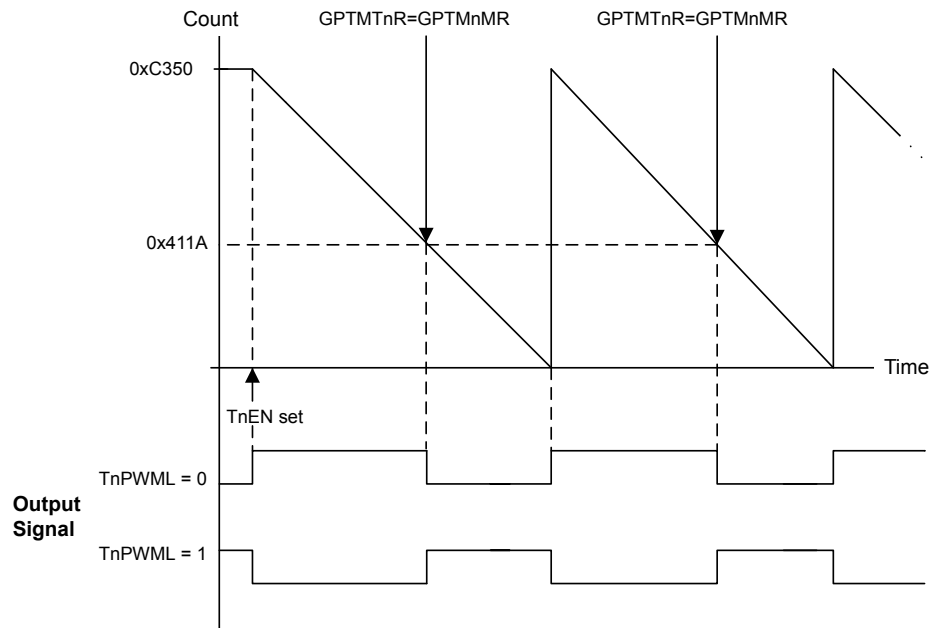 Count
GPTMTnR=GPTMnMR
GPTMTnR=GPTMnMR
0xC350
0x411A
Time
TnEN set
TnPWML = 0
Output
Signal
TnPWML = 1